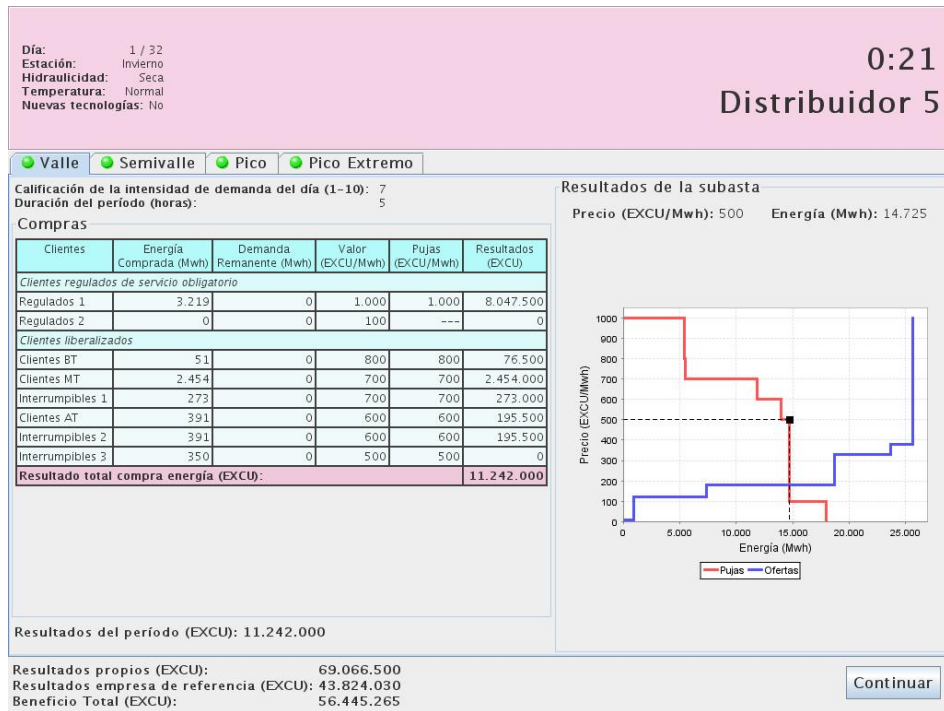 Día: 1 / 32
Estación: Invierno
Hidraulicidad: Seca
Temperatura: Normal
Nuevas tecnologías: No
0:21
Distribuidor 5
Valle Semivalle Pico Pico Extremo
Calificación de la intensidad de demanda del día (1-10): 7
Duración del período (horas): 5
Compras
Clientes Energía Comprada (Mwh) Demanda Remanente (Mwh) Valor (EXCU/Mwh) Pujas (EXCU/Mwh) Resultados (EXCU)
Clientes regulados de servicio obligatorio
Regulados 1 3.219 0 1.000 1.000 8.047.500
Regulados 2 0 0 100 --- 0
Clientes liberalizados
Clientes BT 51 0 800 800 76.500
Clientes MT 2.454 0 700 700 2.454.000
Interrumpibles 1 273 0 700 700 273.000
Clientes AT 391 0 600 600 195.500
Interrumpibles 2 391 0 600 600 195.500
Interrumpibles 3 350 0 500 500 0
Resultado total compra energía (EXCU): 11.242.000
Resultados del período (EXCU): 11.242.000
Resultados de la subasta
Precio (EXCU/Mwh): 500 Energía (Mwh): 14.725
Precio (EXCU/Mwh)
1000
900
800
700
600
500
400
300
200
100
0
0 5.000 10.000 15.000 20.000 25.000
Energía (Mwh)
Pujas Ofertas
Resultados propios (EXCU): 69.066.500
Resultados empresa de referencia (EXCU): 43.824.030
Beneficio Total (EXCU): 56.445.265
Continuar